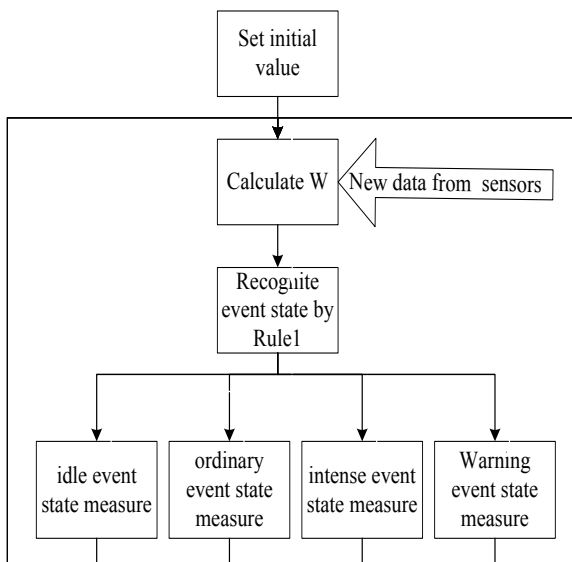 Set initial
value
Calculate W
New data from sensors
Recognite
event state by
Rule1
idle event
state measure
ordinary
event state
measure
intense event
state measure
Warning
event state
measure